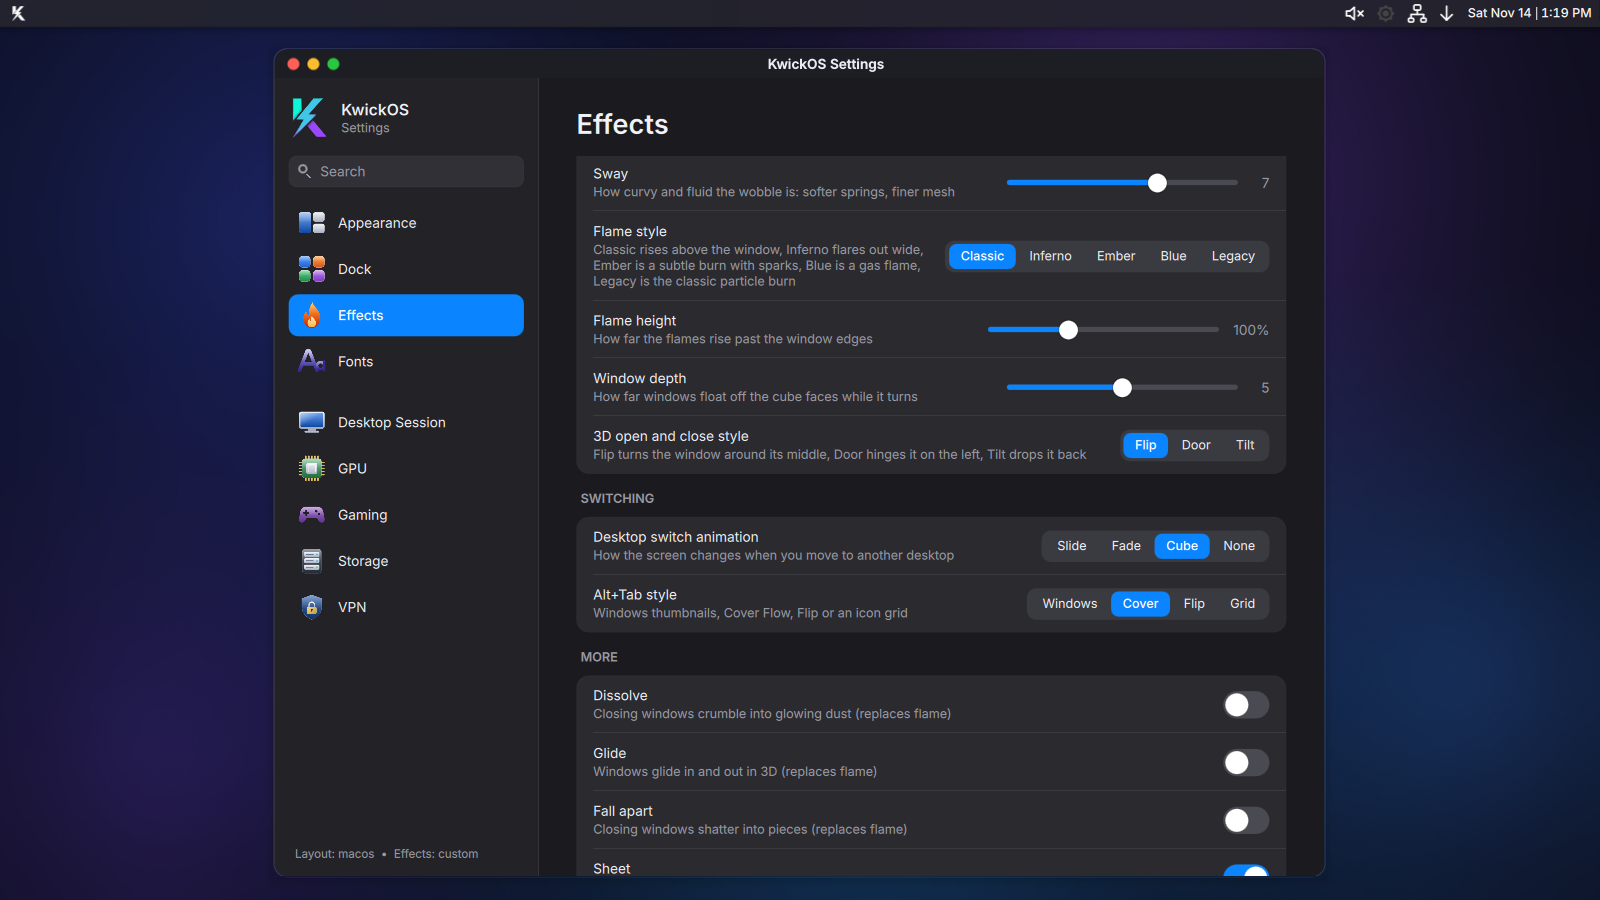 Sat Nov 14 | 1:19 PM
KwickOS Settings
KwickOS
Settings
Search
Appearance
Dock
Effects
Fonts
Desktop Session
GPU
Gaming
Storage
VPN
Layout: macos • Effects: custom
Effects
Sway
How curvy and fluid the wobble is: softer springs, finer mesh
7
Flame style
Classic rises above the window, Inferno flares out wide,
Ember is a subtle burn with sparks, Blue is a gas flame,
Legacy is the classic particle burn
Classic Inferno Ember Blue Legacy
Flame height
How far the flames rise past the window edges
100%
Window depth
How far windows float off the cube faces while it turns
5
3D open and close style
Flip turns the window around its middle, Door hinges it on the left, Tilt drops it back
Flip Door Tilt
SWITCHING
Desktop switch animation
How the screen changes when you move to another desktop
Slide Fade Cube None
Alt+Tab style
Windows thumbnails, Cover Flow, Flip or an icon grid
Windows Cover Flip Grid
MORE
Dissolve
Closing windows crumble into glowing dust (replaces flame)
Glide
Windows glide in and out in 3D (replaces flame)
Fall apart
Closing windows shatter into pieces (replaces flame)
Sheet